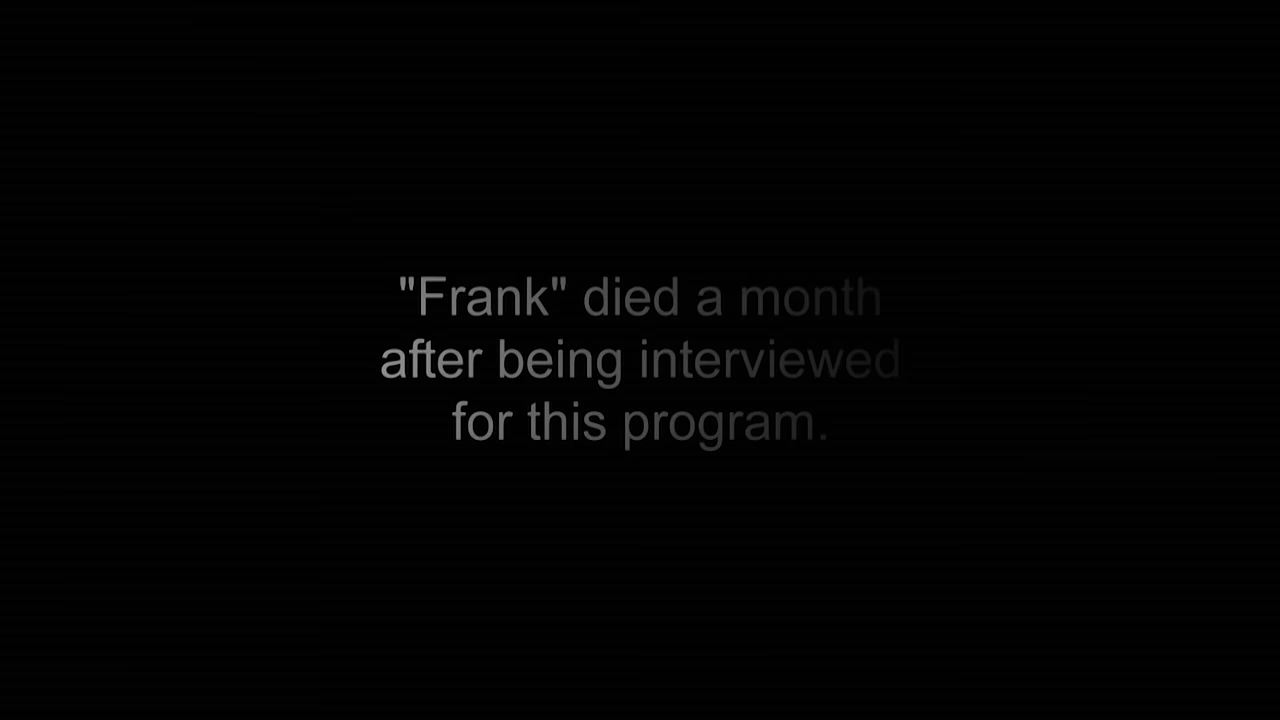 "Frank" died a month
after being interviewed
for this program.